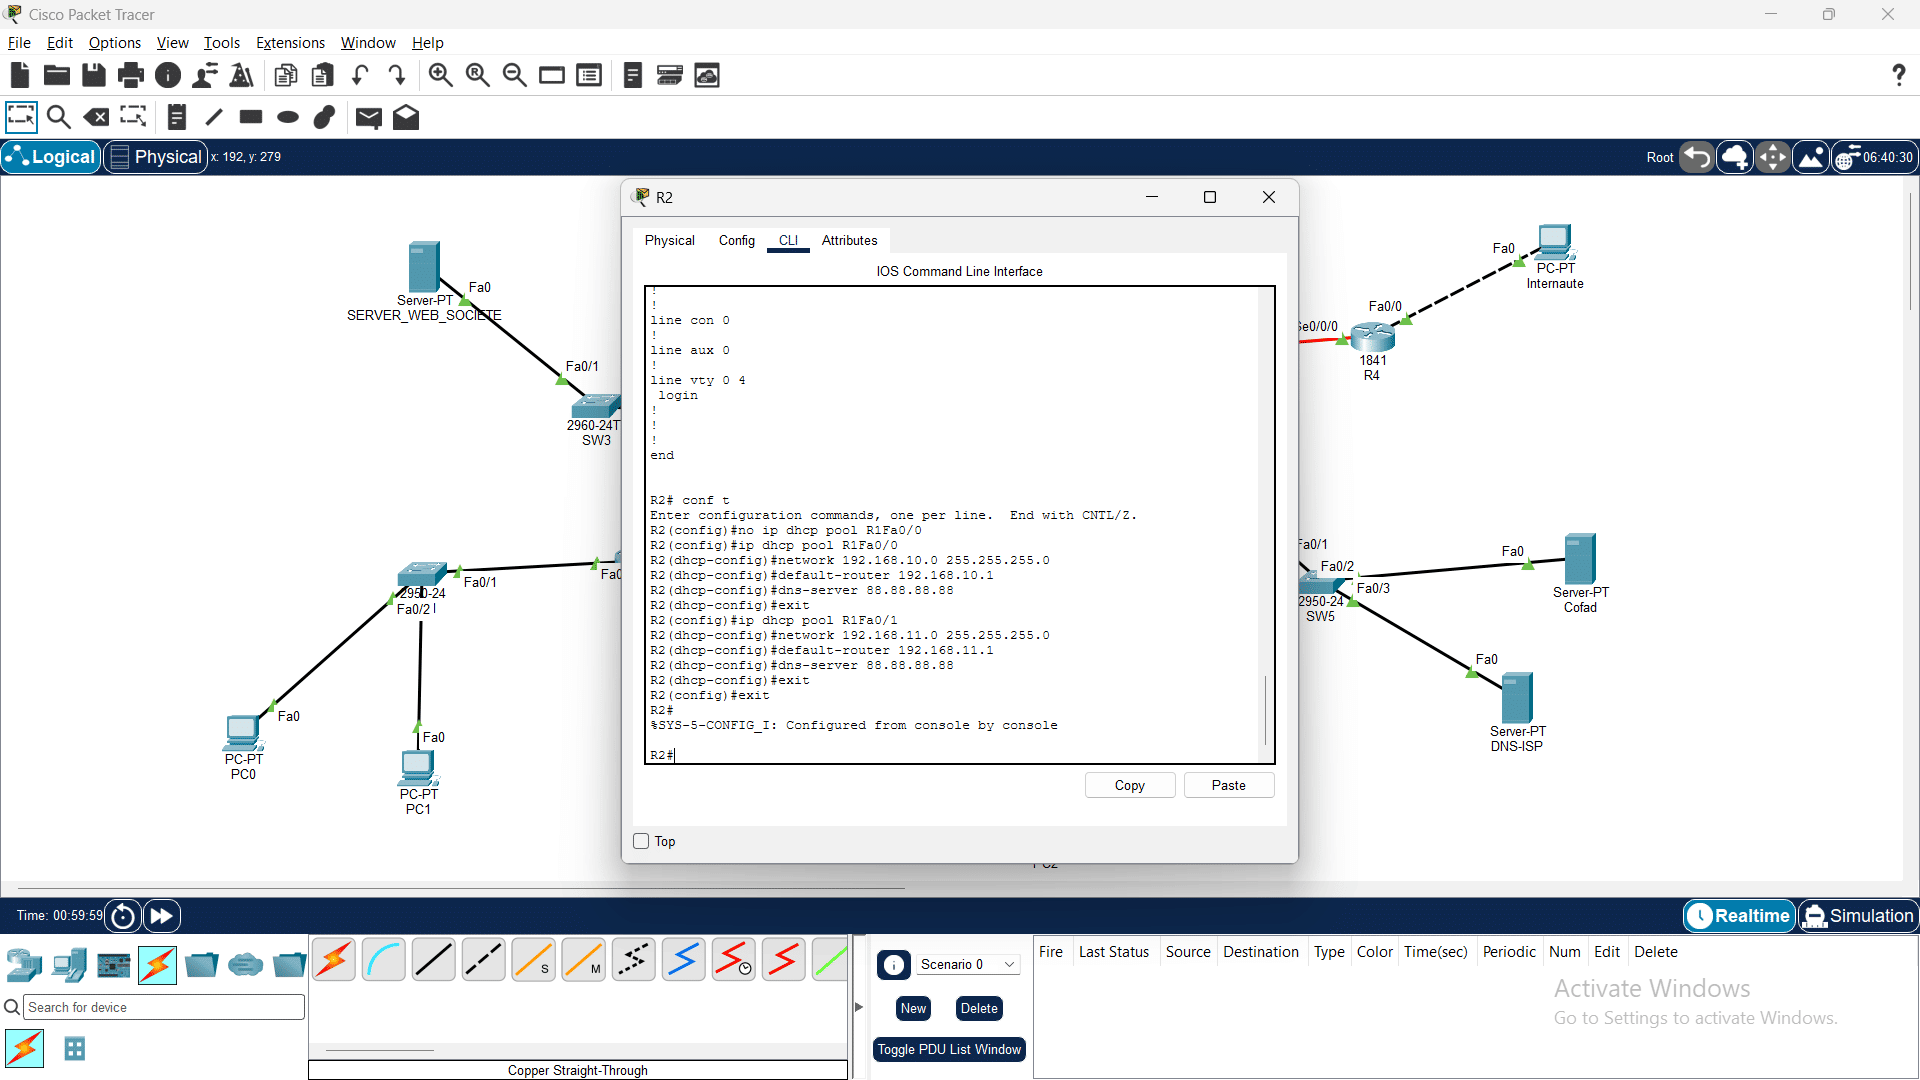 Cisco Packet Tracer
File Edit Options View Tools Extensions Window Help
Logical Physical x: 192, y: 279 Root 06:40:30
R2
Physical Config CLI Attributes
IOS Command Line Interface
!
!
line con 0
!
line aux 0
!
line vty 0 4
login
!
!
!
end
R2# conf t
Enter configuration commands, one per line. End with CNTL/Z.
R2(config)#no ip dhcp pool R1Fa0/0
R2(config)#ip dhcp pool R1Fa0/0
R2(dhcp-config)#network 192.168.10.0 255.255.255.0
R2(dhcp-config)#default-router 192.168.10.1
R2(dhcp-config)#dns-server 88.88.88.88
R2(dhcp-config)#exit
R2(config)#ip dhcp pool R1Fa0/1
R2(dhcp-config)#network 192.168.11.0 255.255.255.0
R2(dhcp-config)#default-router 192.168.11.1
R2(dhcp-config)#dns-server 88.88.88.88
R2(dhcp-config)#exit
R2(config)#exit
R2#
%SYS-5-CONFIG_I: Configured from console by console
R2#
Copy Paste
Top
Fa0
Server-PT
SERVER_WEB_SOCIETE
Fa0/1
2960-24T
SW3
Fa0/1
2950-24
Fa0/2
Fa0
PC-PT
PC0
Fa0
PC-PT
PC1
Fa0
PC-PT
Internaute
Fa0/0
Se0/0/0
1841
R4
Fa0/1
Fa0/2
Fa0/3
2950-24
SW5
Fa0
Server-PT
Cofad
Fa0
Server-PT
DNS-ISP
Time: 00:59:59 Realtime Simulation
Search for device
S M
Copper Straight-Through
Scenario 0
New Delete
Toggle PDU List Window
Fire Last Status Source Destination Type Color Time(sec) Periodic Num Edit Delete
Activate Windows
Go to Settings to activate Windows.